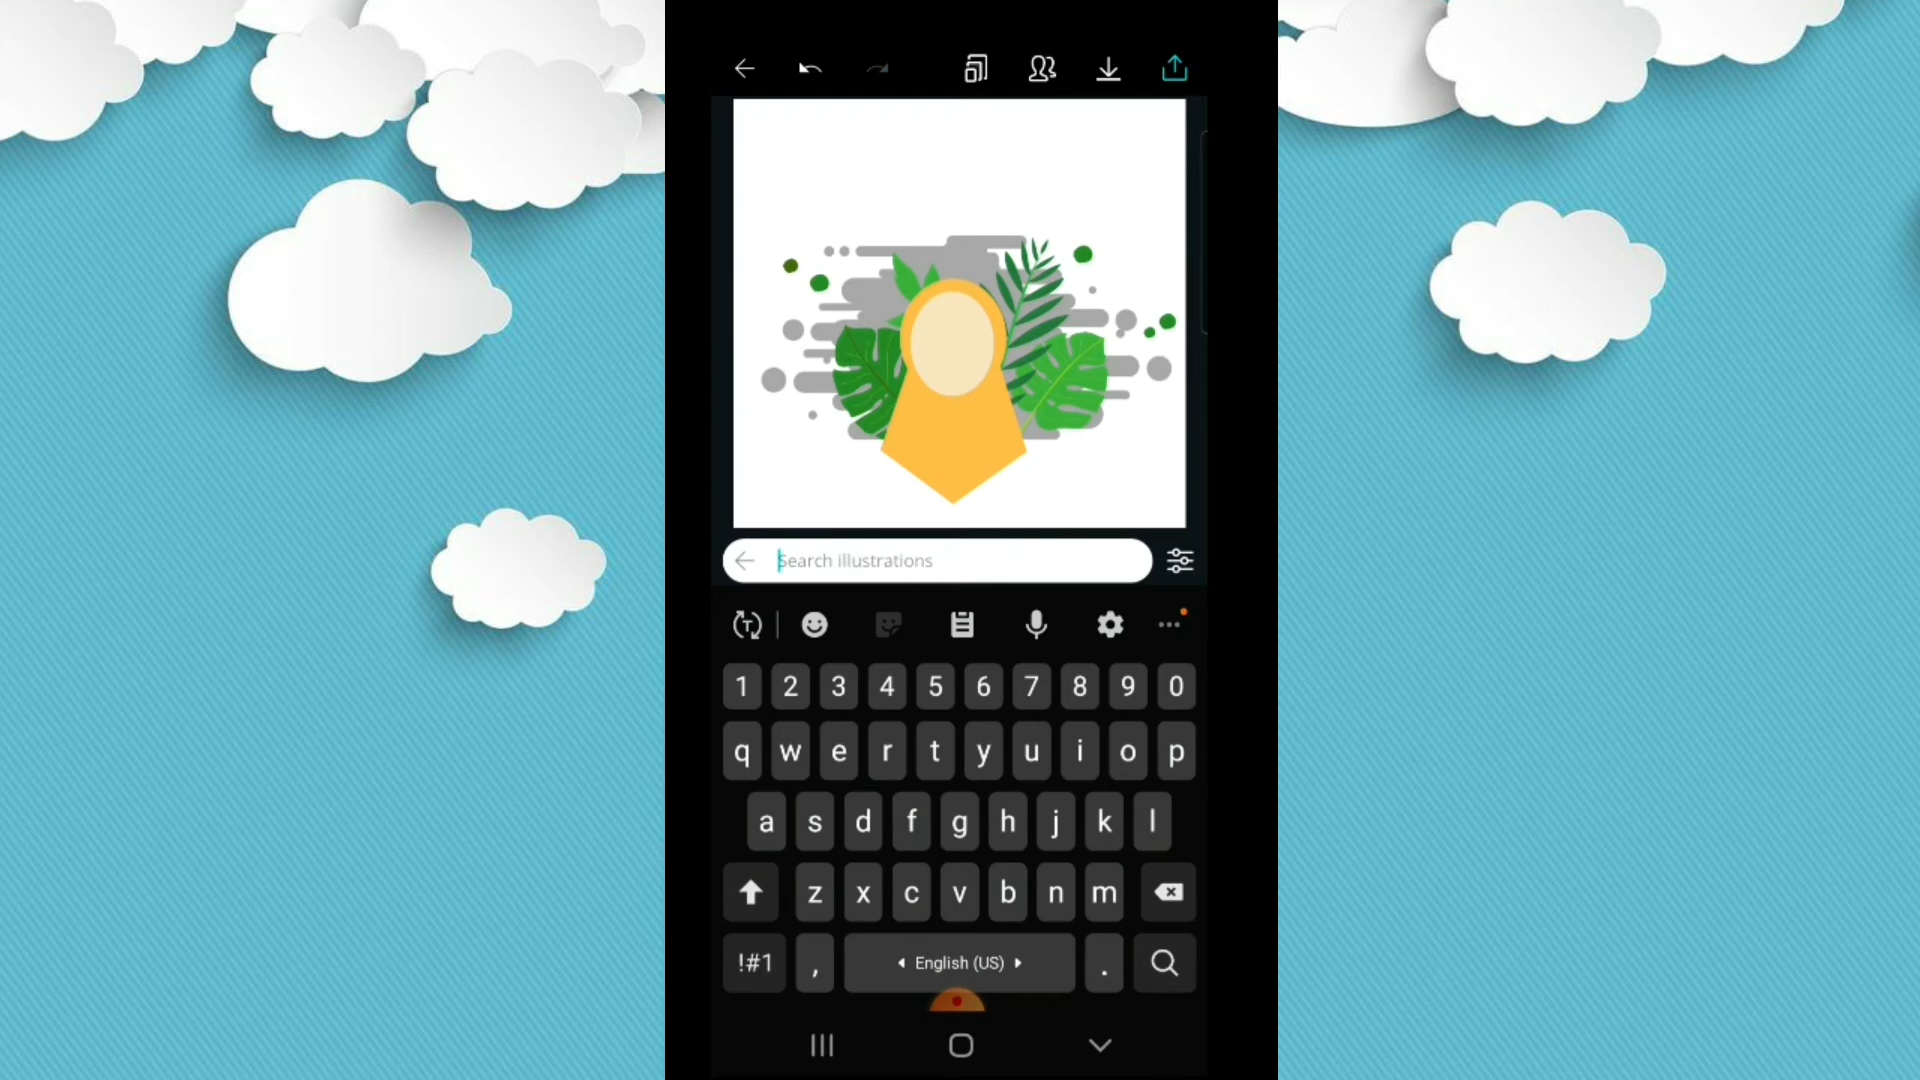 Search illustrations
1 2 3 4 5 6 7 8 9 0
q w e r t y u i o p
a s d f g h j k l
z x c v b n m
!#1 , English (US) .